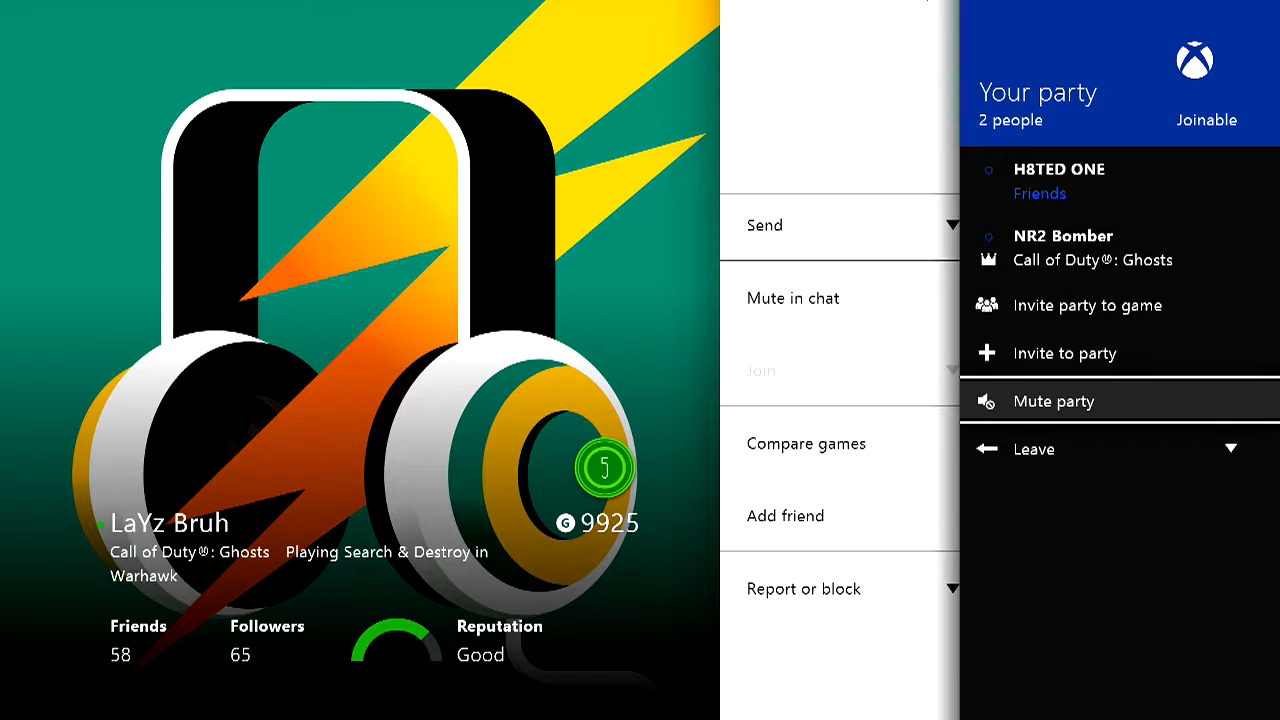 5
LaYz Bruh
G 9925
Call of Duty®: Ghosts Playing Search & Destroy in
Warhawk
Friends
58
Followers
65
Reputation
Good
Send
Mute in chat
Join
Compare games
Add friend
Report or block
Your party
2 people
Joinable
H8TED ONE
Friends
NR2 Bomber
Call of Duty®: Ghosts
Invite party to game
Invite to party
Mute party
Leave